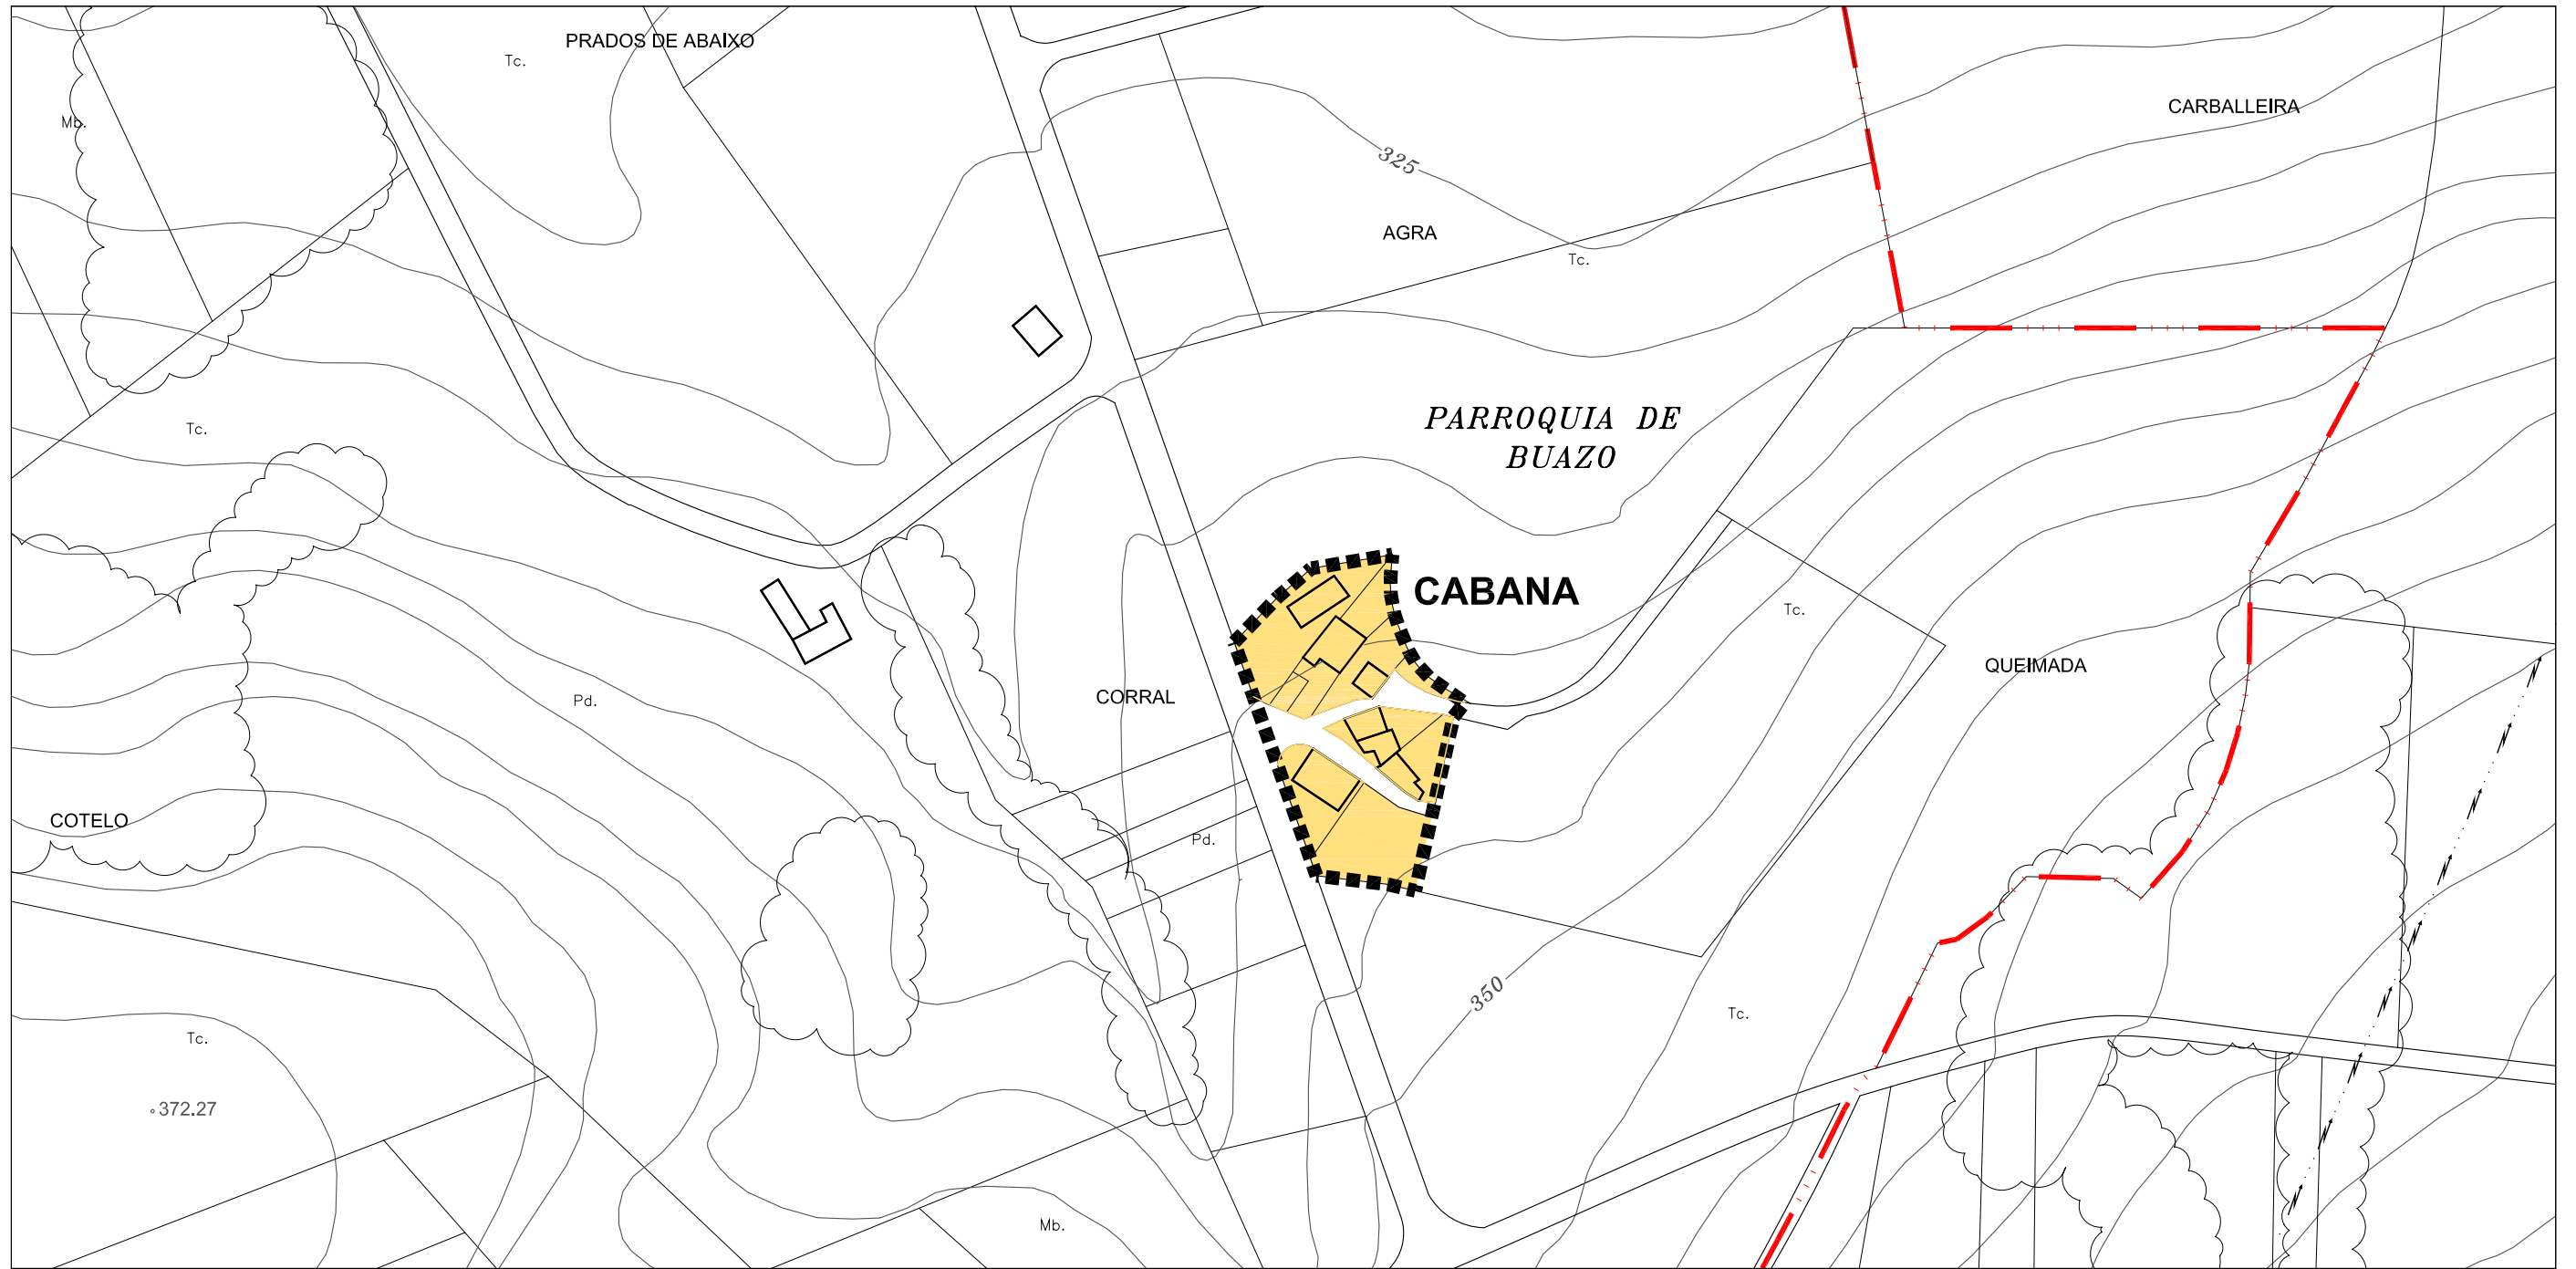 PRADOS DE ABAIXO
Tc.
CARBALLEIRA
Mb.
325
AGRA
Tc.
PARROQUIA DE
BUAZO
Tc.
CABANA
Tc.
QUEIMADA
CORRAL
Pd.
COTELO
Pd.
350
Tc.
Tc.
372.27
Mb.